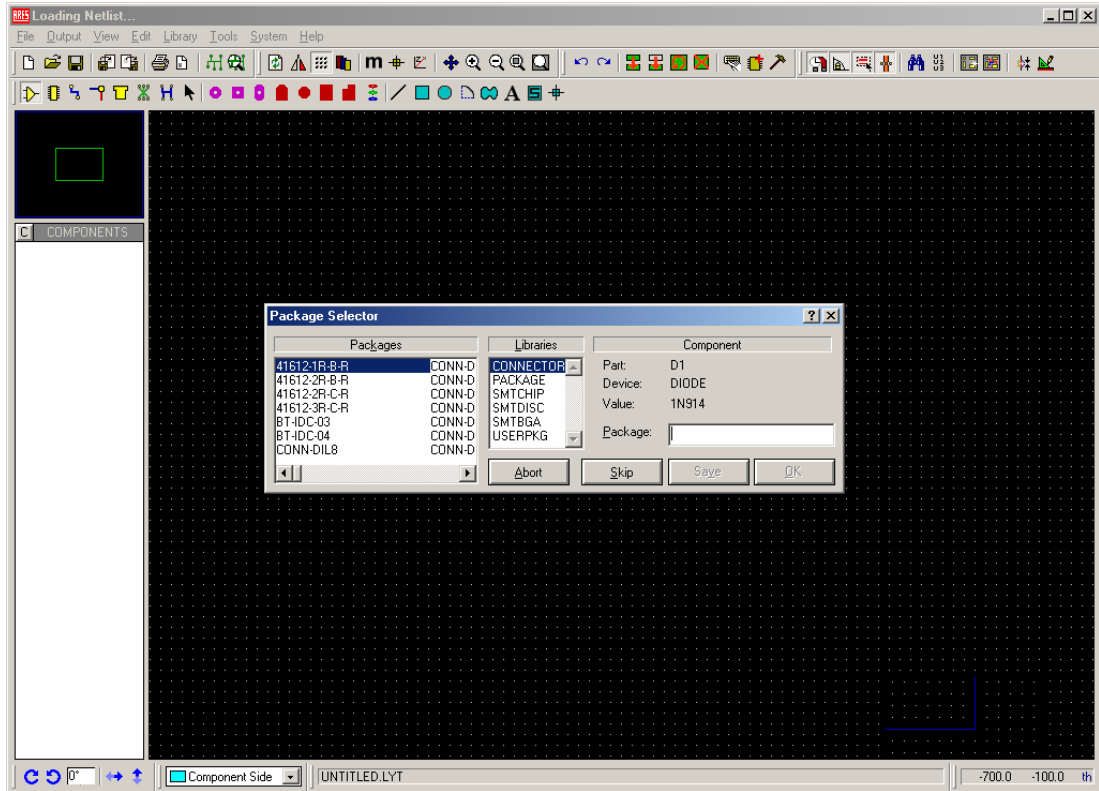 ARES Loading Netlist...
File Output View Edit Library Tools System Help
C COMPONENTS
Package Selector
Packages Libraries Component
41612-1R-B-R CONN-D
41612-2R-B-R CONN-D
41612-2R-C-R CONN-D
41612-3R-C-R CONN-D
BT-IDC-03 CONN-D
BT-IDC-04 CONN-D
CONN-DIL8 CONN-D
CONNECTOR
PACKAGE
SMTCHIP
SMTDISC
SMTBGA
USERPKG
Part: D1
Device: DIODE
Value: 1N914
Package:
Abort Skip Save OK
0° Component Side UNTITLED.LYT -700.0 -100.0 th